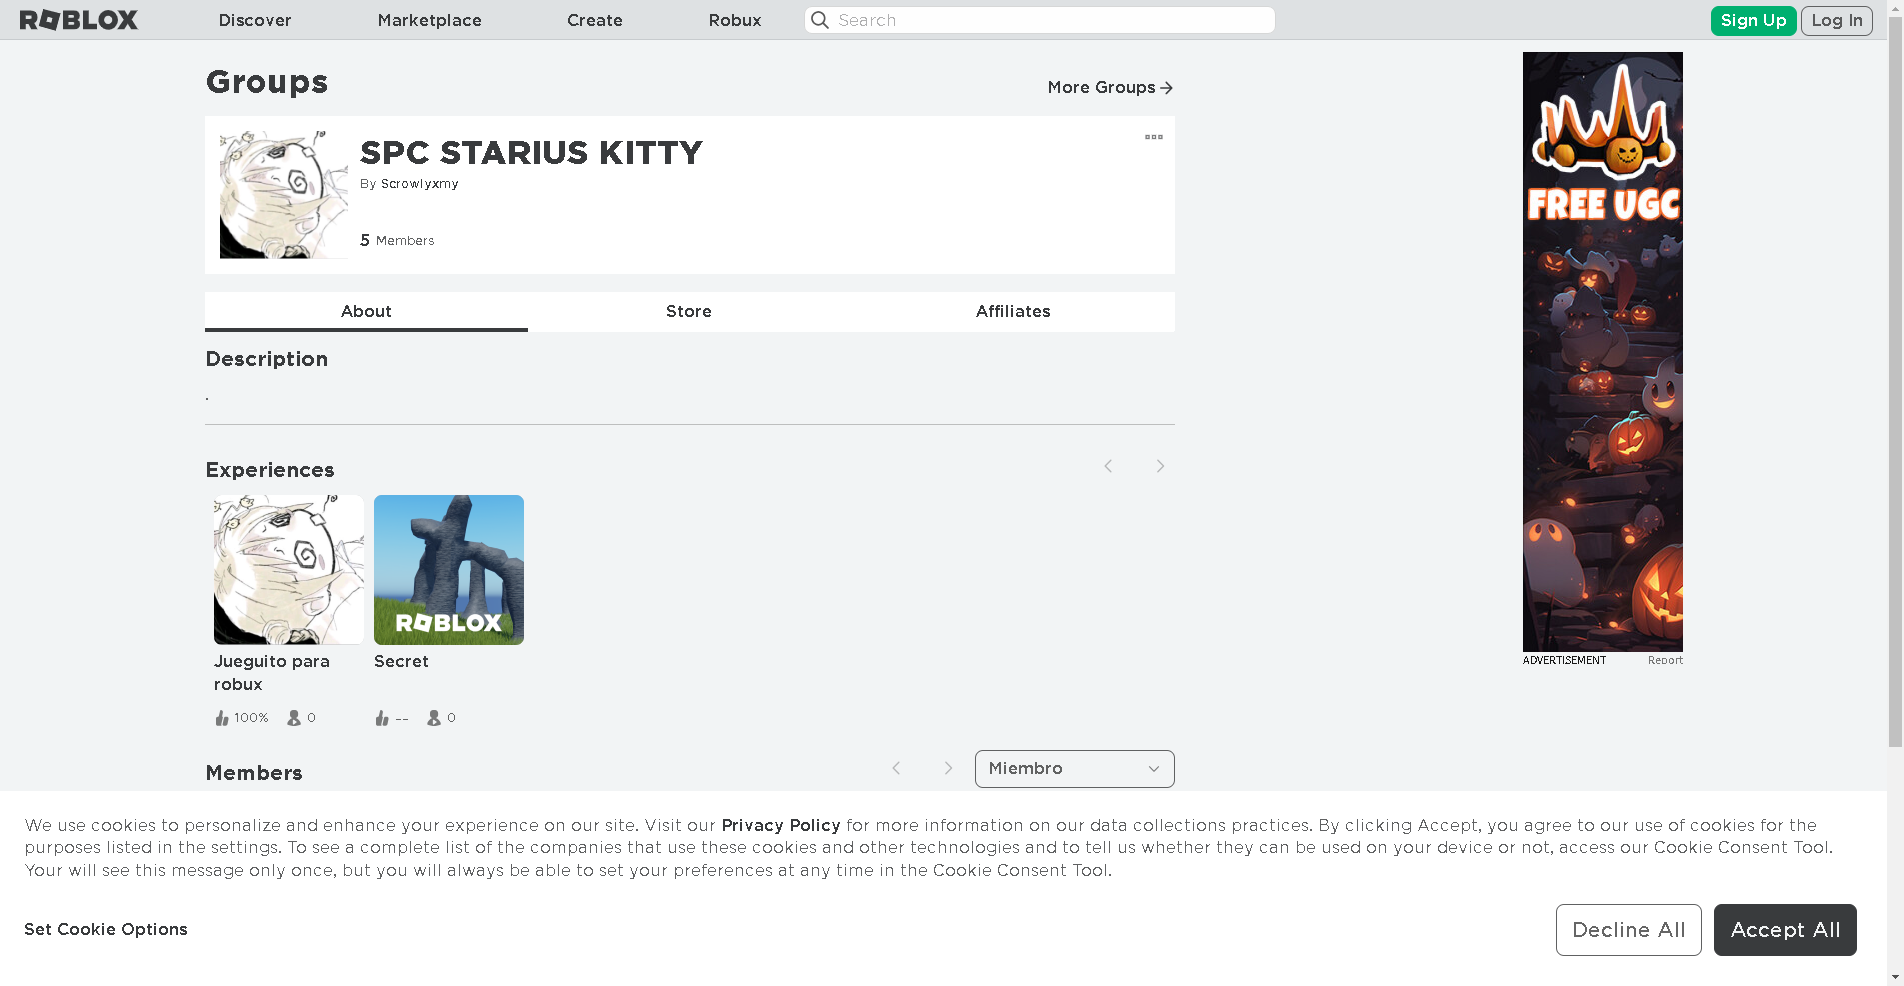 ROBLOX
Discover
Marketplace
Create
Robux
Search
Sign Up
Log In
Groups
More Groups
SPC STARIUS KITTY
By Scrowlyxmy
5 Members
About
Store
Affiliates
Description
.
Experiences
ROBLOX
Jueguito para
robux
Secret
100%
0
--
0
Members
Miembro
FREE UGC
ADVERTISEMENT
Report
We use cookies to personalize and enhance your experience on our site. Visit our Privacy Policy for more information on our data collections practices. By clicking Accept, you agree to our use of cookies for the
purposes listed in the settings. To see a complete list of the companies that use these cookies and other technologies and to tell us whether they can be used on your device or not, access our Cookie Consent Tool.
Your will see this message only once, but you will always be able to set your preferences at any time in the Cookie Consent Tool.
Set Cookie Options
Decline All
Accept All